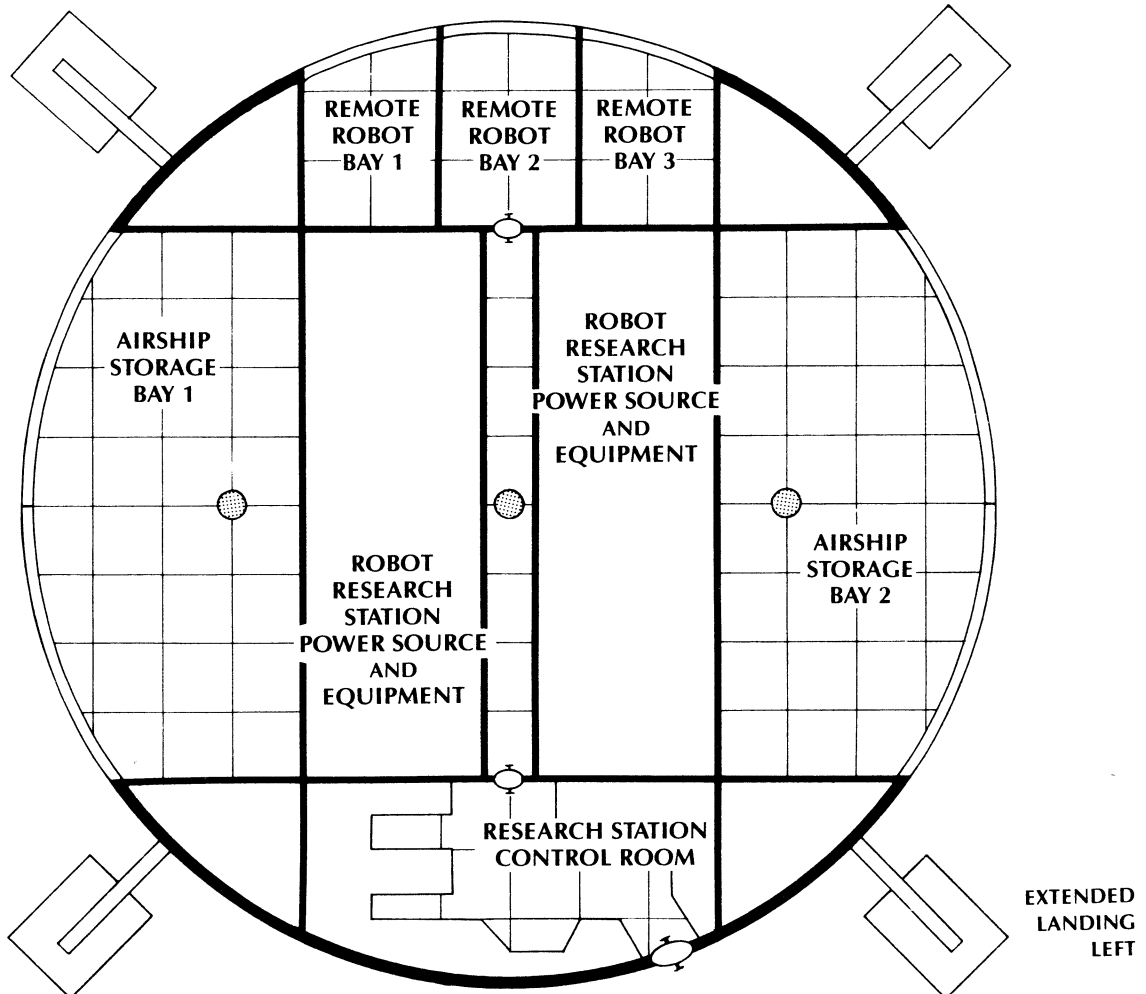 REMOTE
ROBOT
BAY 1
REMOTE
ROBOT
BAY 2
REMOTE
ROBOT
BAY 3
AIRSHIP
STORAGE
BAY 1
ROBOT
RESEARCH
STATION
POWER SOURCE
AND
EQUIPMENT
ROBOT
RESEARCH
STATION
POWER SOURCE
AND
EQUIPMENT
AIRSHIP
STORAGE
BAY 2
RESEARCH STATION
CONTROL ROOM
EXTENDED
LANDING
LEFT